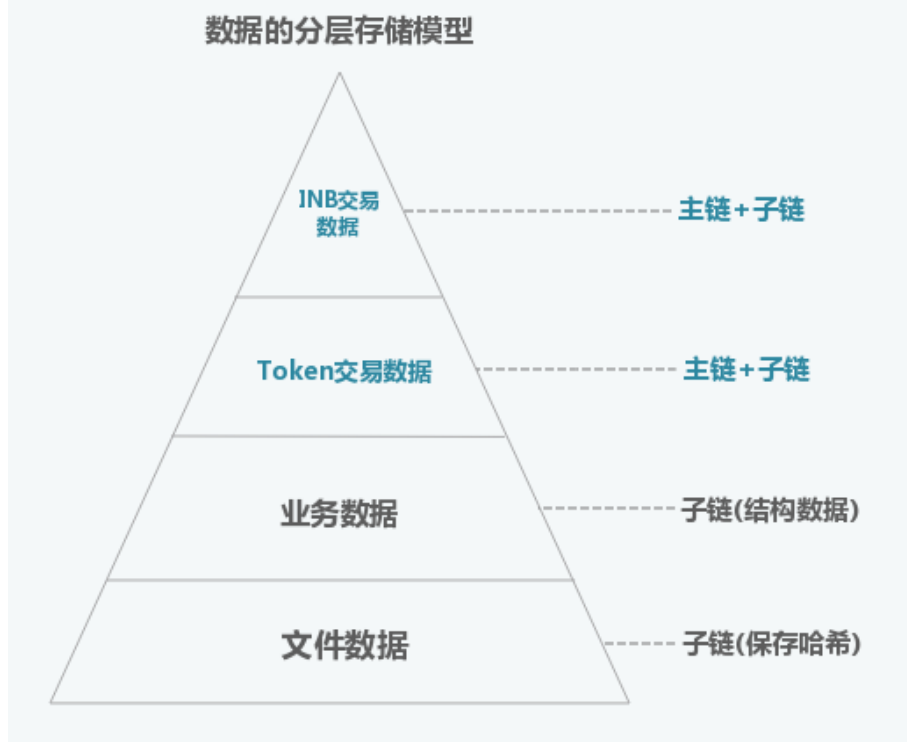 数据的分层存储模型
INB交易
数据
主链+子链
Token交易数据
主链+子链
业务数据
子链(结构数据)
文件数据
子链(保存哈希)